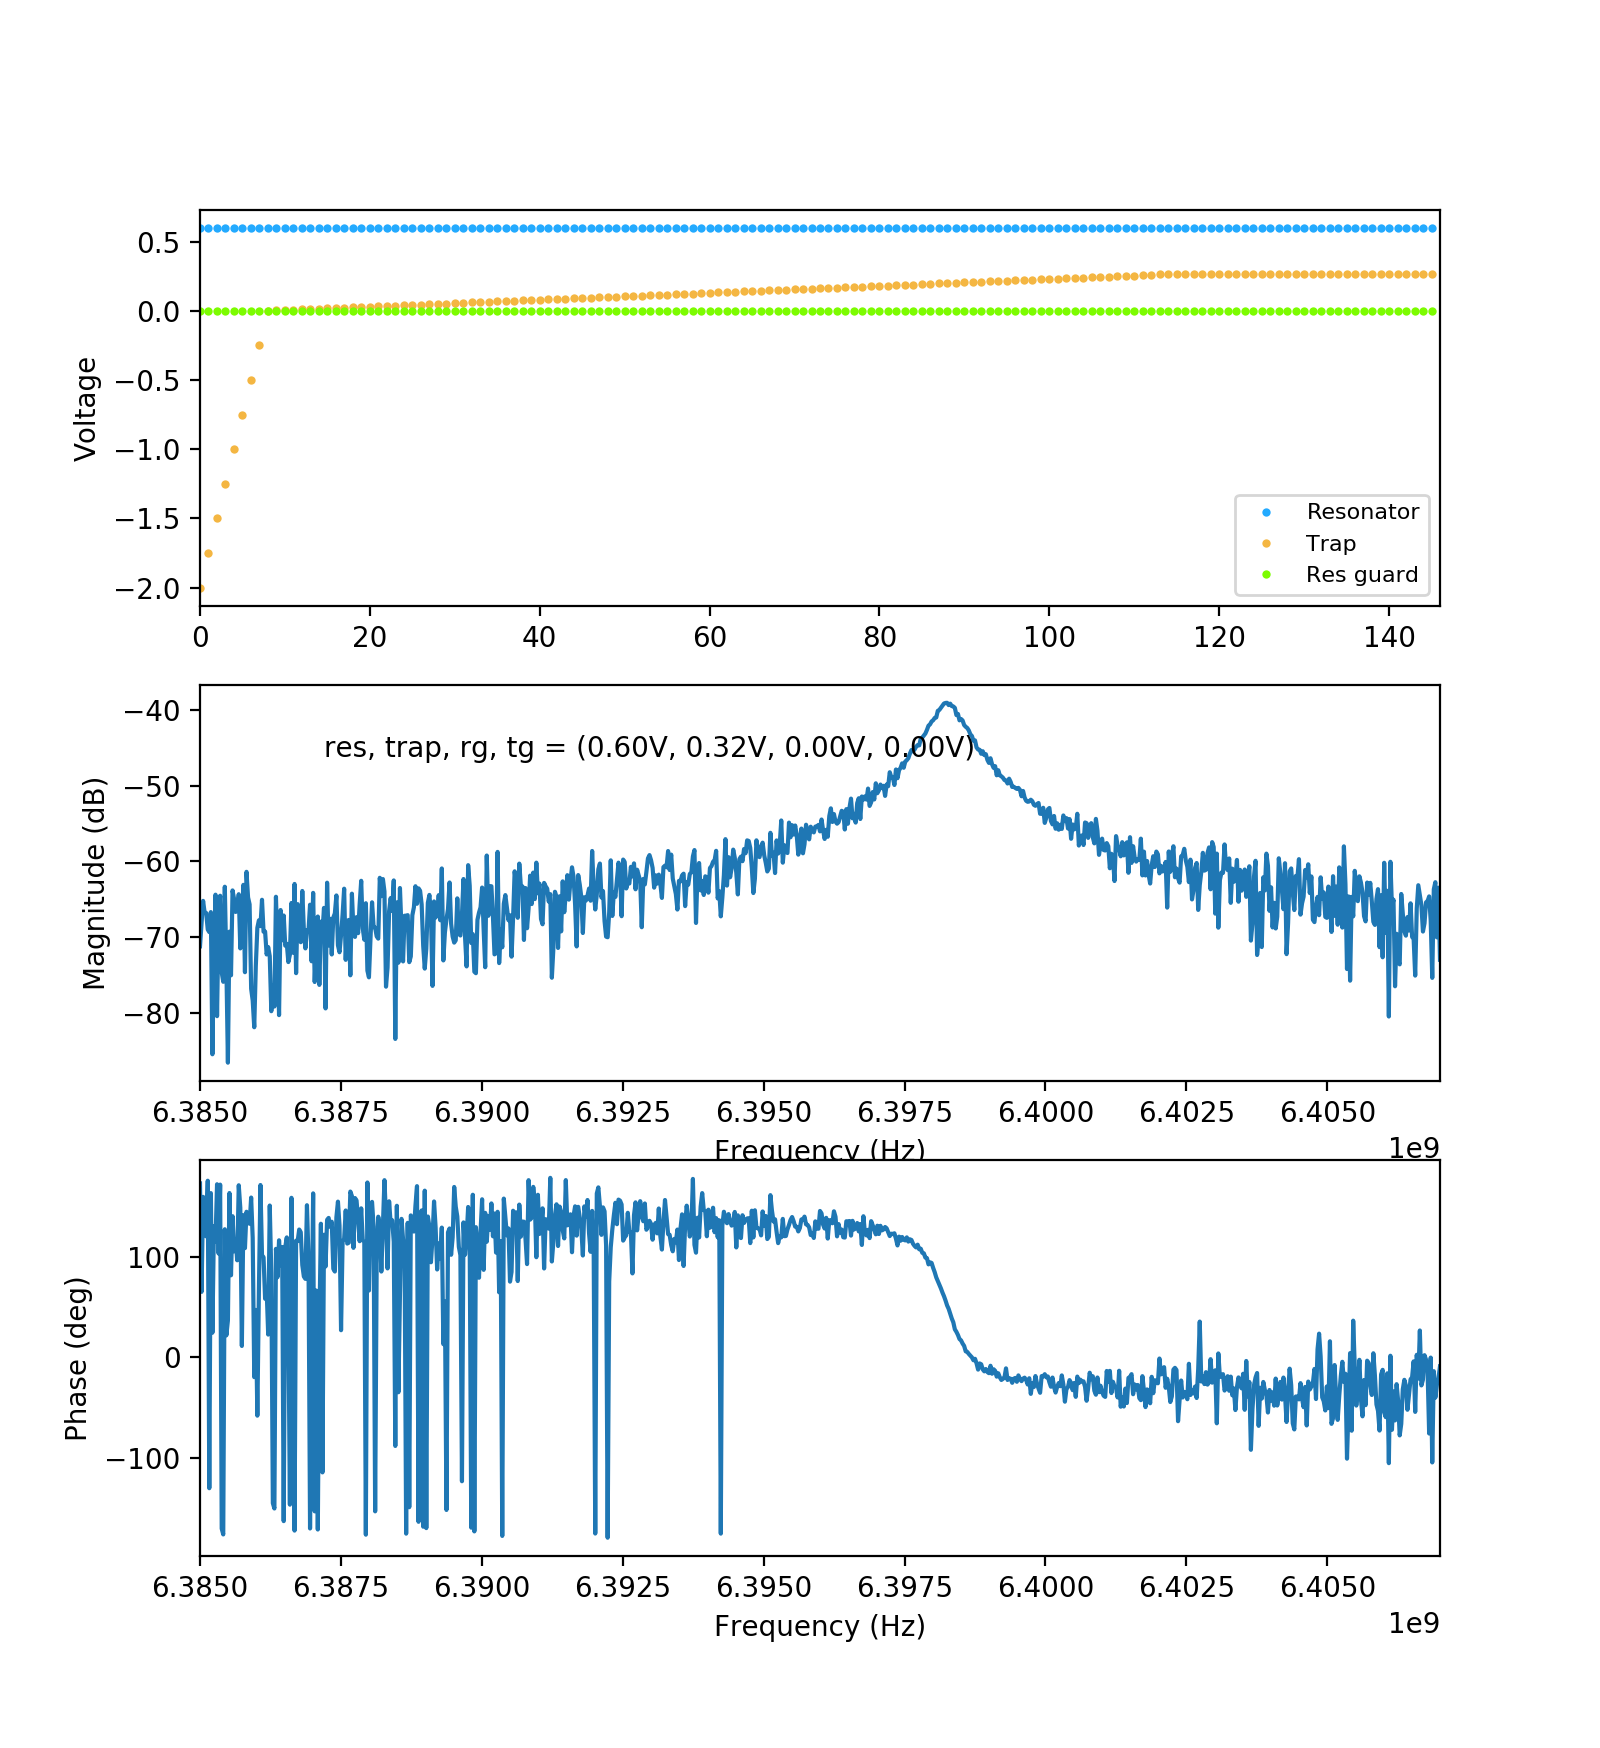 0.5
0.0
−0.5
−1.0
−1.5
−2.0
Voltage
Resonator
Trap
Res guard
0 20 40 60 80 100 120 140
−40
−50
−60
−70
−80
Magnitude (dB)
res, trap, rg, tg = (0.60V, 0.32V, 0.00V, 0.00V)
6.3850 6.3875 6.3900 6.3925 6.3950 6.3975 6.4000 6.4025 6.4050
Frequency (Hz)
1e9
100
0
−100
Phase (deg)
6.3850 6.3875 6.3900 6.3925 6.3950 6.3975 6.4000 6.4025 6.4050
Frequency (Hz)
1e9